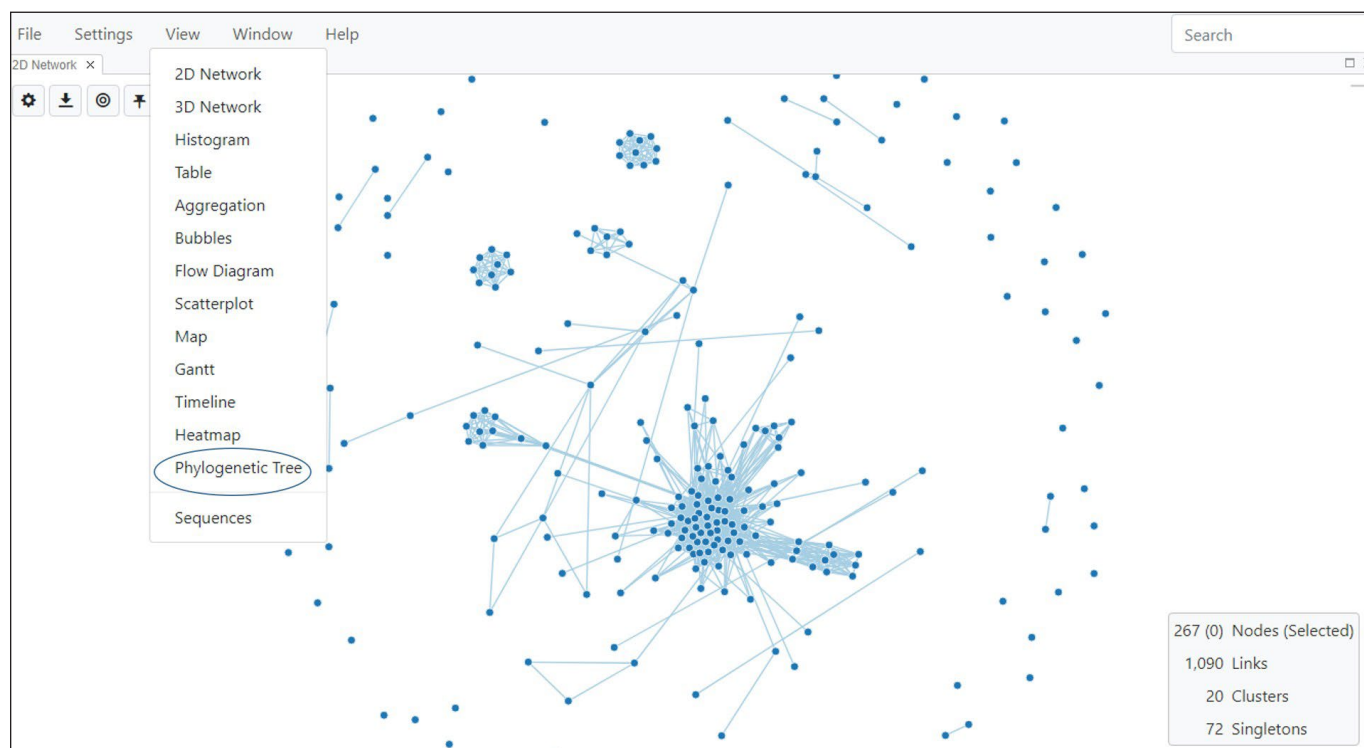 File Settings View Window Help Search
2D Network ×
2D Network
3D Network
Histogram
Table
Aggregation
Bubbles
Flow Diagram
Scatterplot
Map
Gantt
Timeline
Heatmap
Phylogenetic Tree
Sequences
267 (0) Nodes (Selected)
1,090 Links
20 Clusters
72 Singletons